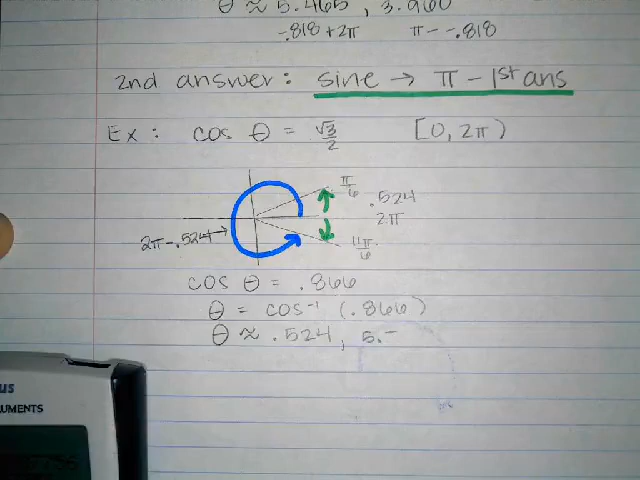 θ ≈ 5.465 , 3.960
-.818+2π π - -.818
2nd answer: sine → π - 1st ans
Ex: cos θ = √3/2 [0, 2π)
π/6 .524
2π
2π-.524→ 11π/6
cos θ = .866
θ = cos⁻¹ (.866)
θ ≈ .524, 5.